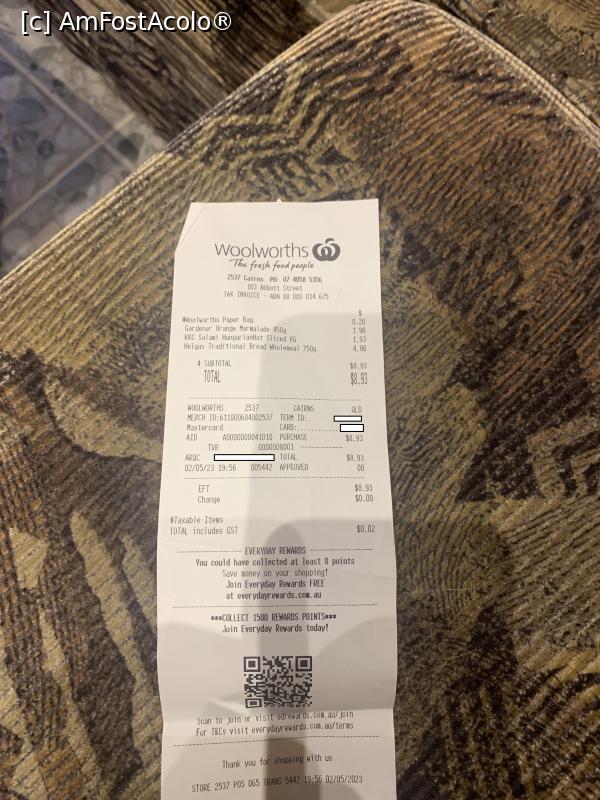 [c] AmFostAcolo®
Woolworths
The fresh food people
2537 Cairns PH: 07 4058 5356
103 Abbott Street
TAX INVOICE - ABN 88 000 014 675
$
#Woolworths Paper Bag 0.20
Gardener Orange Marmalade 450g 1.90
KRC Salami HungarianHot Sliced KG 1.93
Helgas Traditional Bread Wholemeal 750g 4.90
4 SUBTOTAL $8.93
TOTAL $8.93
WOOLWORTHS 2537 CAIRNS QLD
MERCH ID:611000604002537 TERM ID:
Mastercard CARD:............
AID A0000000041010 PURCHASE $8.93
TVR 0000008001
ARQC TOTAL $8.93
02/05/23 19:56 005442 APPROVED 00
EFT $8.93
Change $0.00
#Taxable Items
TOTAL includes GST $0.02
EVERYDAY REWARDS
You could have collected at least 8 points
Save money on your shopping!
Join Everyday Rewards FREE
at everydayrewards.com.au
***COLLECT 1500 REWARDS POINTS***
Join Everyday Rewards today!
Scan to join or visit edrewards.com.au/join
For T&Cs visit everydayrewards.com.au/terms
Thank you for shopping with us
STORE 2537 POS 065 TRANS 5442 19:56 02/05/2023